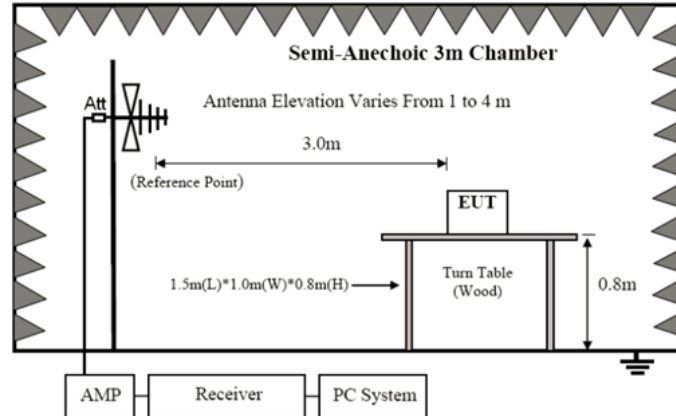 Semi-Anechoic 3m Chamber
Att
Antenna Elevation Varies From 1 to 4 m
3.0m
(Reference Point)
EUT
1.5m(L)*1.0m(W)*0.8m(H)
Turn Table
(Wood)
0.8m
AMP
Receiver
PC System